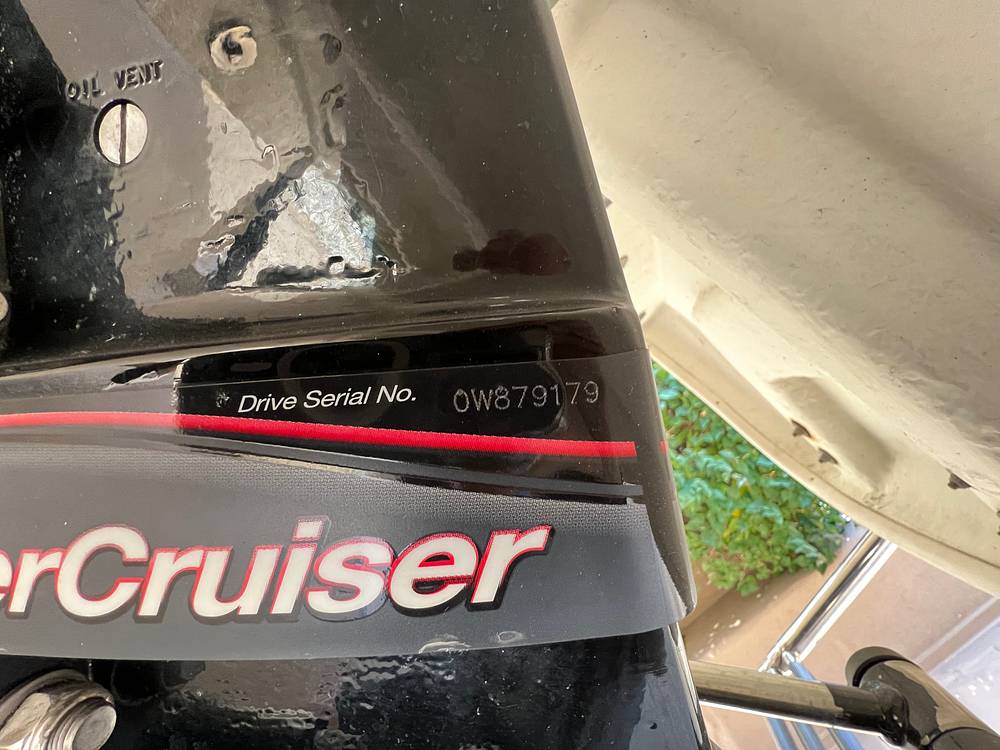 OIL VENT
Drive Serial No. 0W879179
erCruiser